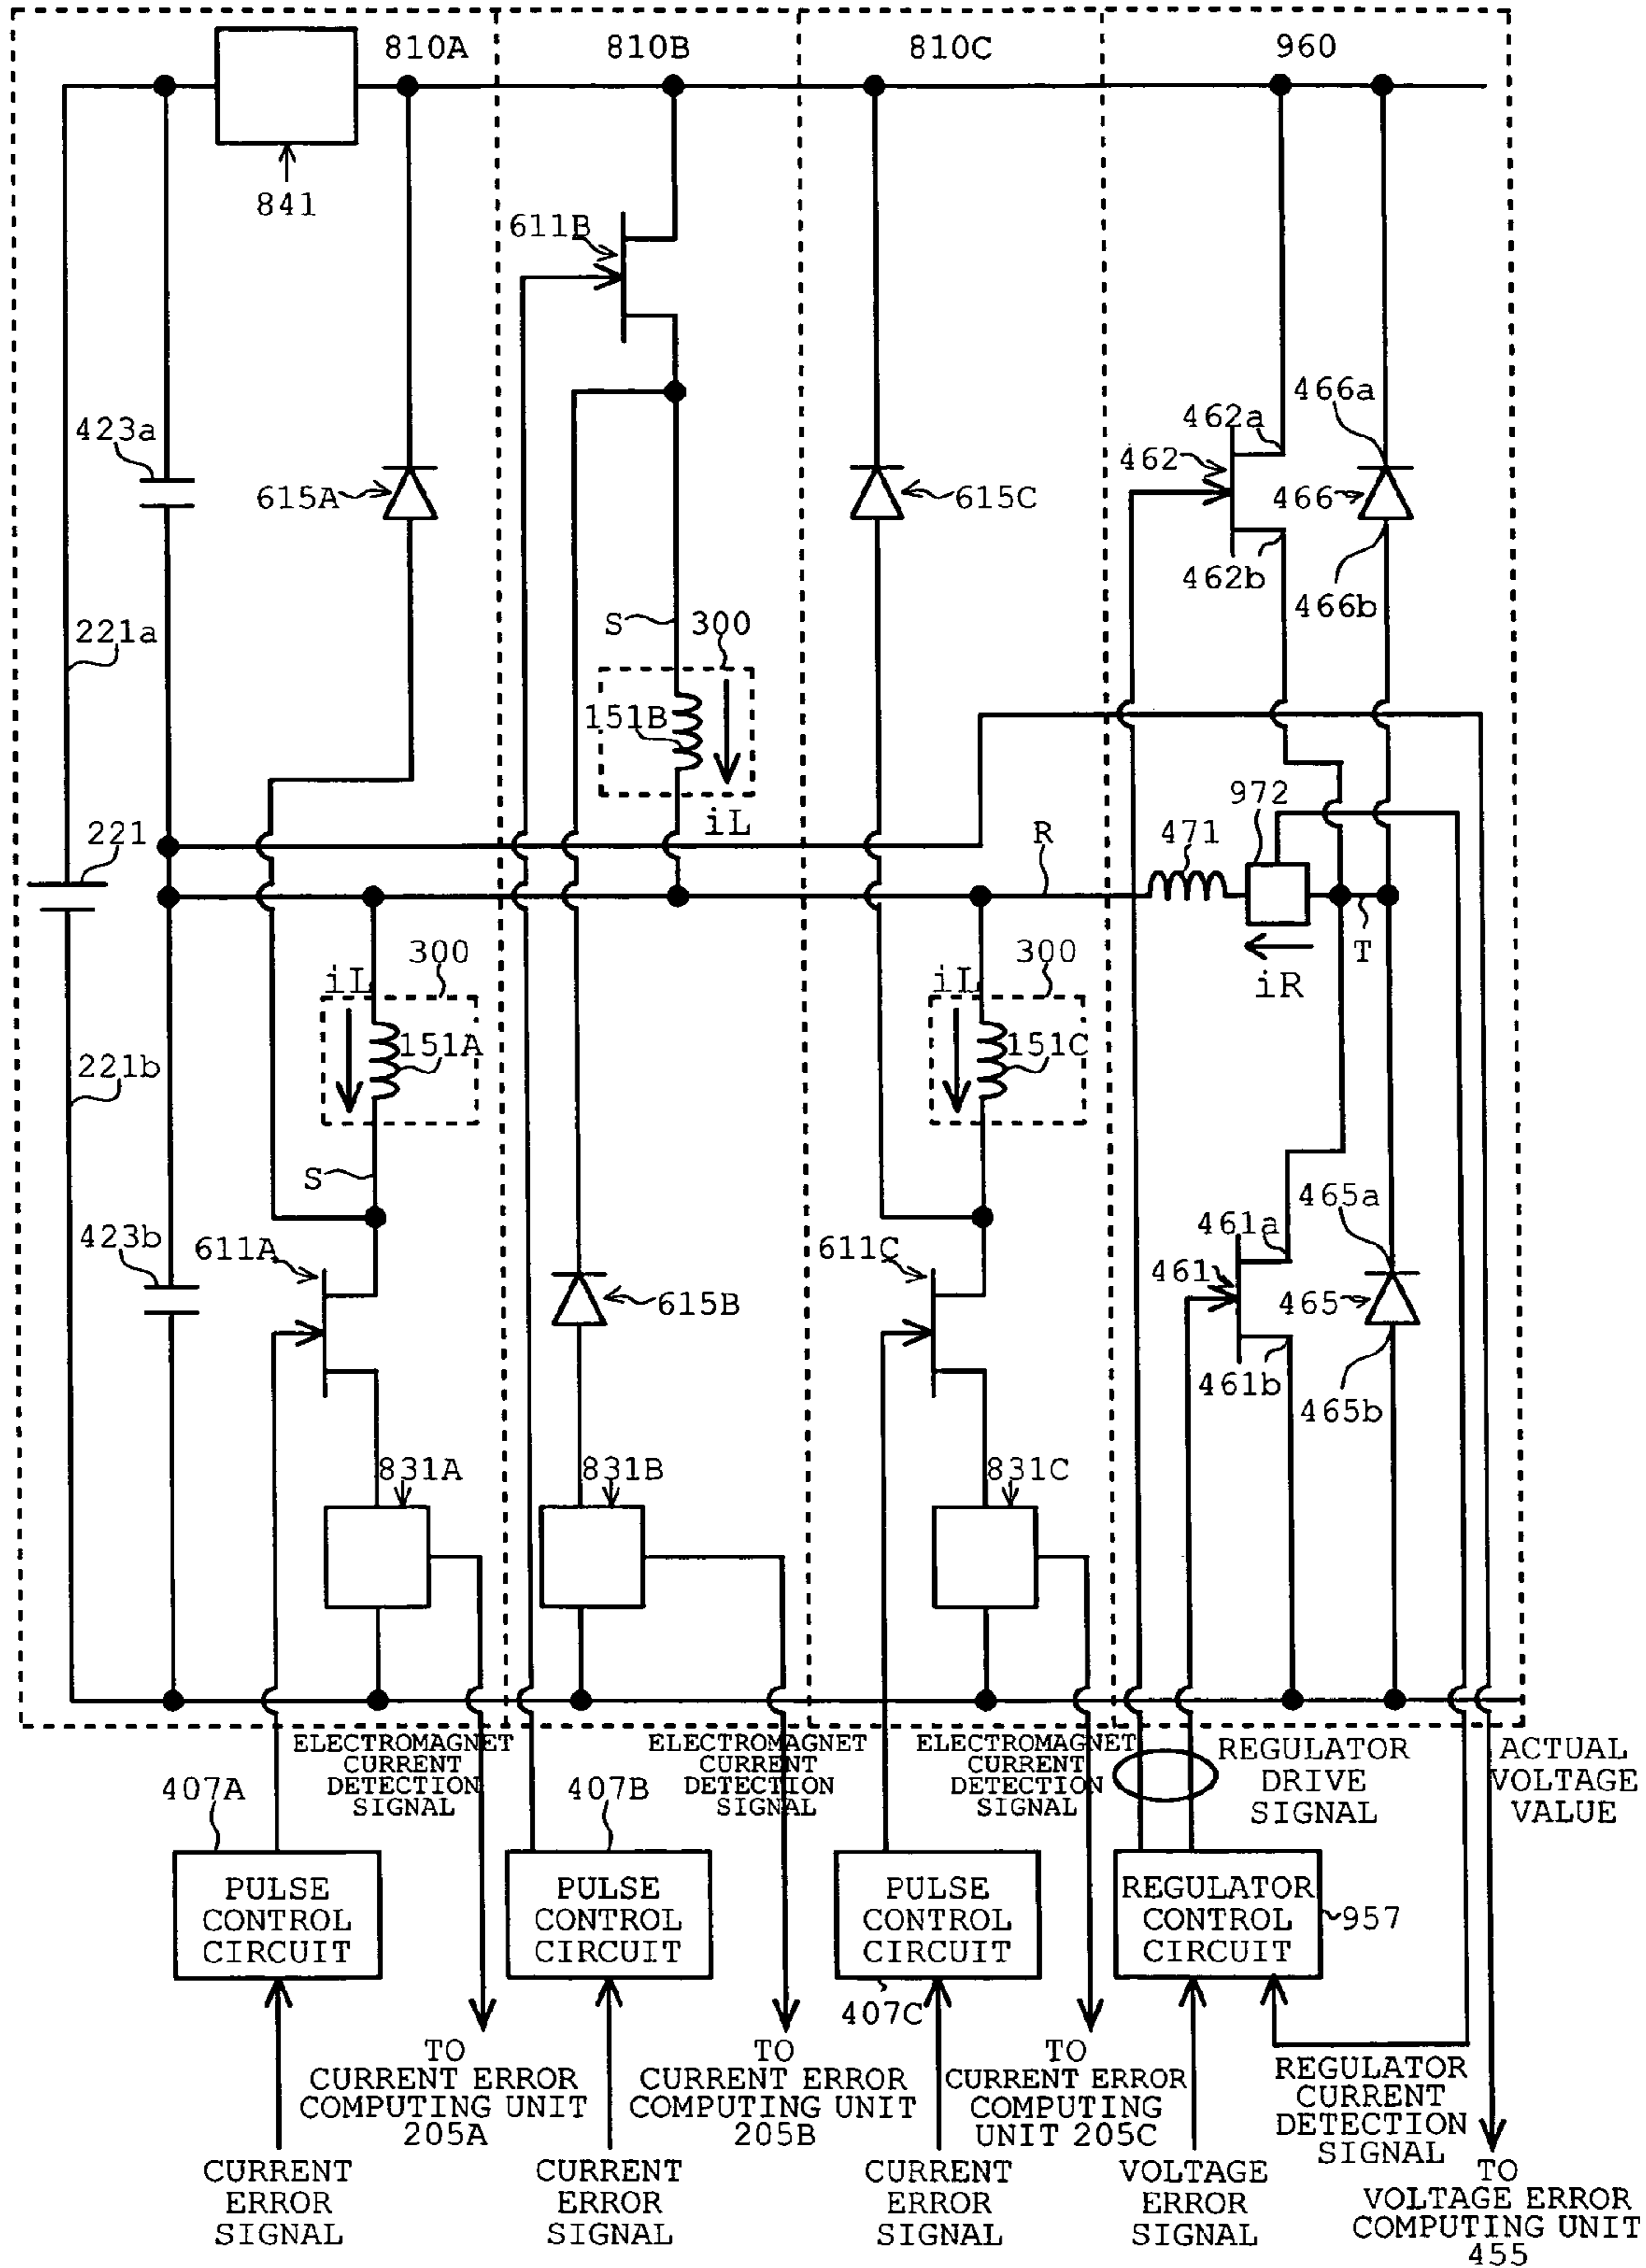 810A 810B 810C 960
841
611B
466a
423a 462a
462
615A 615C 466
462b
466b
S 300
221a
151B
972
iL 471
221 R
300 300 T
iL iL iR
151A 151C
221b
S 465a
423b 461a
611A 611C
461
615B 465
461b
465b
831A 831B 831C
ELECTROMAGNET
CURRENT
DETECTION
SIGNAL
ELECTROMAGNET
CURRENT
DETECTION
SIGNAL
ELECTROMAGNET
CURRENT
DETECTION
SIGNAL
REGULATOR
DRIVE
SIGNAL
ACTUAL
VOLTAGE
VALUE
407A 407B
PULSE
CONTROL
CIRCUIT
PULSE
CONTROL
CIRCUIT
PULSE
CONTROL
CIRCUIT
REGULATOR
CONTROL
CIRCUIT
957
407C
TO
CURRENT ERROR
COMPUTING UNIT
205A
TO
CURRENT ERROR
COMPUTING UNIT
205B
TO
CURRENT ERROR
COMPUTING
UNIT 205C
REGULATOR
CURRENT
DETECTION
SIGNAL
CURRENT
ERROR
SIGNAL
CURRENT
ERROR
SIGNAL
CURRENT
ERROR
SIGNAL
VOLTAGE
ERROR
SIGNAL
TO
VOLTAGE ERROR
COMPUTING UNIT
455